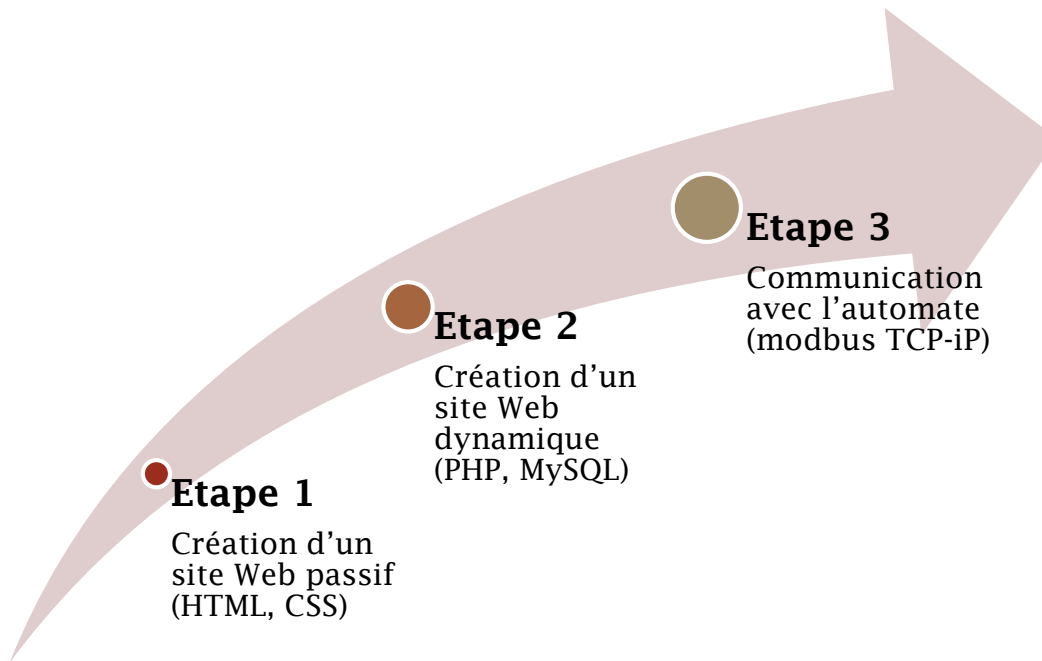 Etape 1
Création d’un
site Web passif
(HTML, CSS)
Etape 2
Création d’un
site Web
dynamique
(PHP, MySQL)
Etape 3
Communication
avec l’automate
(modbus TCP-iP)